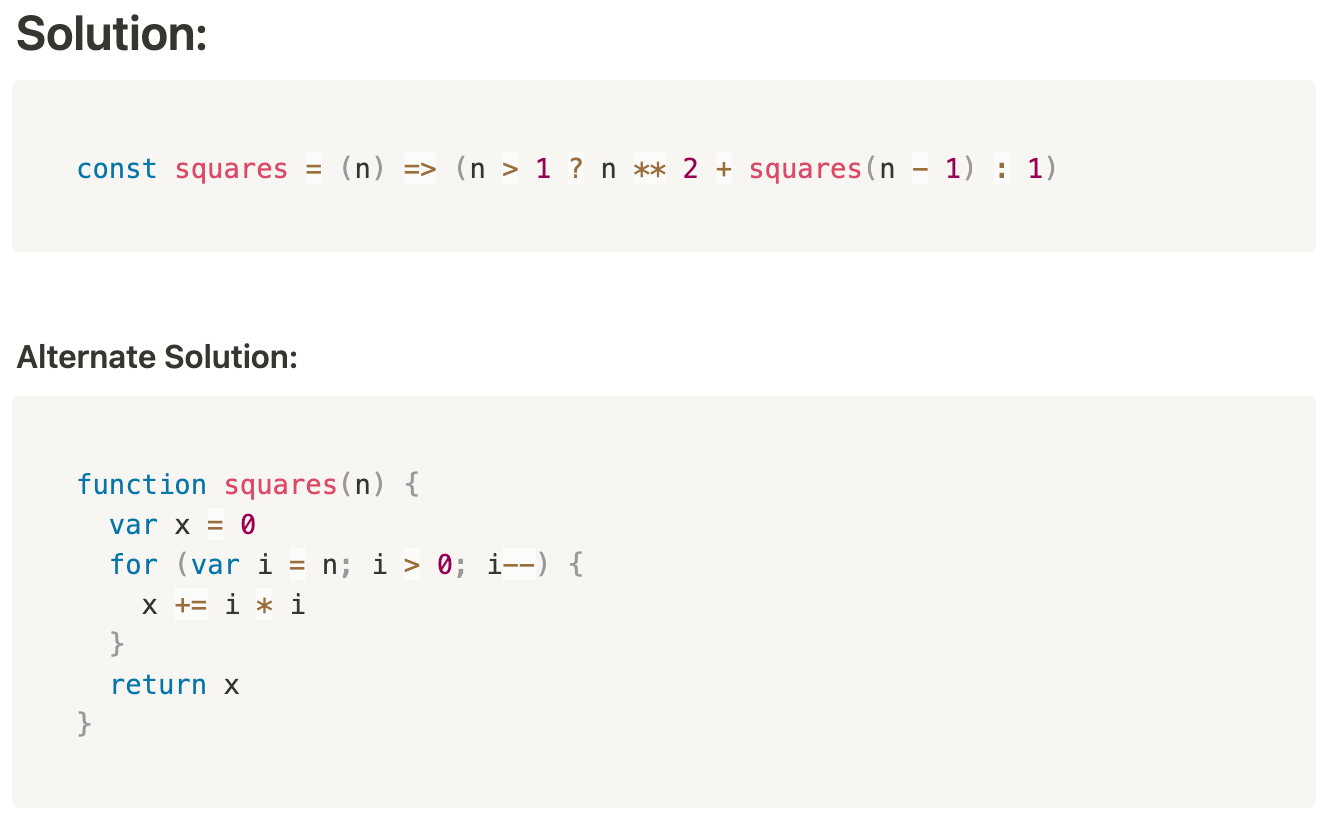 Solution:
const squares = (n) => (n > 1 ? n ** 2 + squares(n - 1) : 1)
Alternate Solution:
function squares(n) {
  var x = 0
  for (var i = n; i > 0; i--) {
    x += i * i
  }
  return x
}